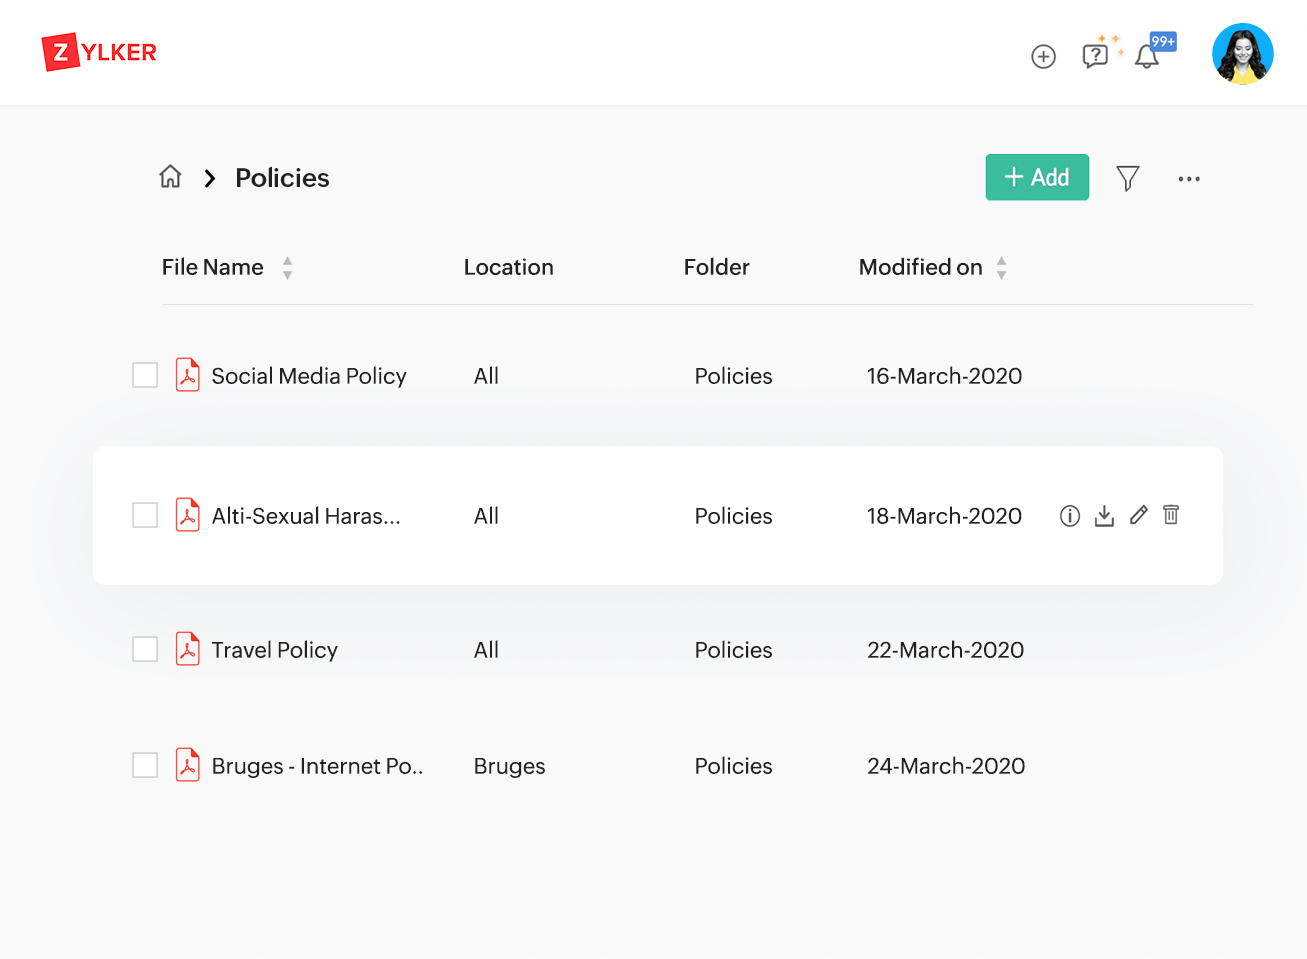 ZYLKER
99+
Policies
+ Add
File Name Location Folder Modified on
Social Media Policy All Policies 16-March-2020
Alti-Sexual Haras... All Policies 18-March-2020
Travel Policy All Policies 22-March-2020
Bruges - Internet Po.. Bruges Policies 24-March-2020